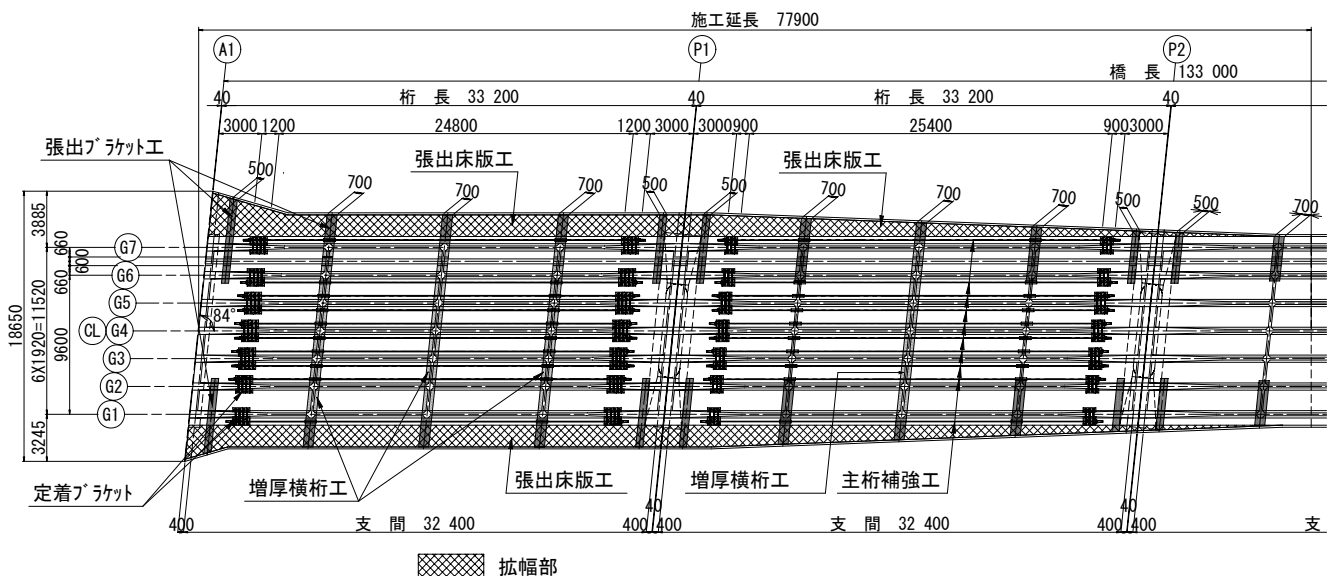 施工延長 77900
A1 P1 P2
橋 長 133 000
40 桁 長 33 200 40 桁 長 33 200 40
3000 1200 24800 1200 3000 3000 900 25400 900 3000
張出ブラケット工 張出床版工 張出床版工
500 700 700 700 500 500 700 700 700 500 500 700
3885
660
600
G7
660
G6
G5
84°
CL G4
18650
6X1920=11520
9600
G3
G2
G1
3245
定着ブラケット 増厚横桁工 張出床版工 増厚横桁工 主桁補強工
40 40
400 支 間 32 400 400 400 支 間 32 400 400 400 支
拡幅部